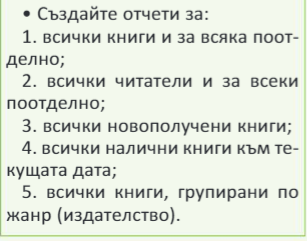 • Създайте отчети за:
1. всички книги и за всяка поот-
делно;
2. всички читатели и за всеки
поотделно;
3. всички новополучени книги;
4. всички налични книги към те-
кущата дата;
5. всички книги, групирани по
жанр (издателство).